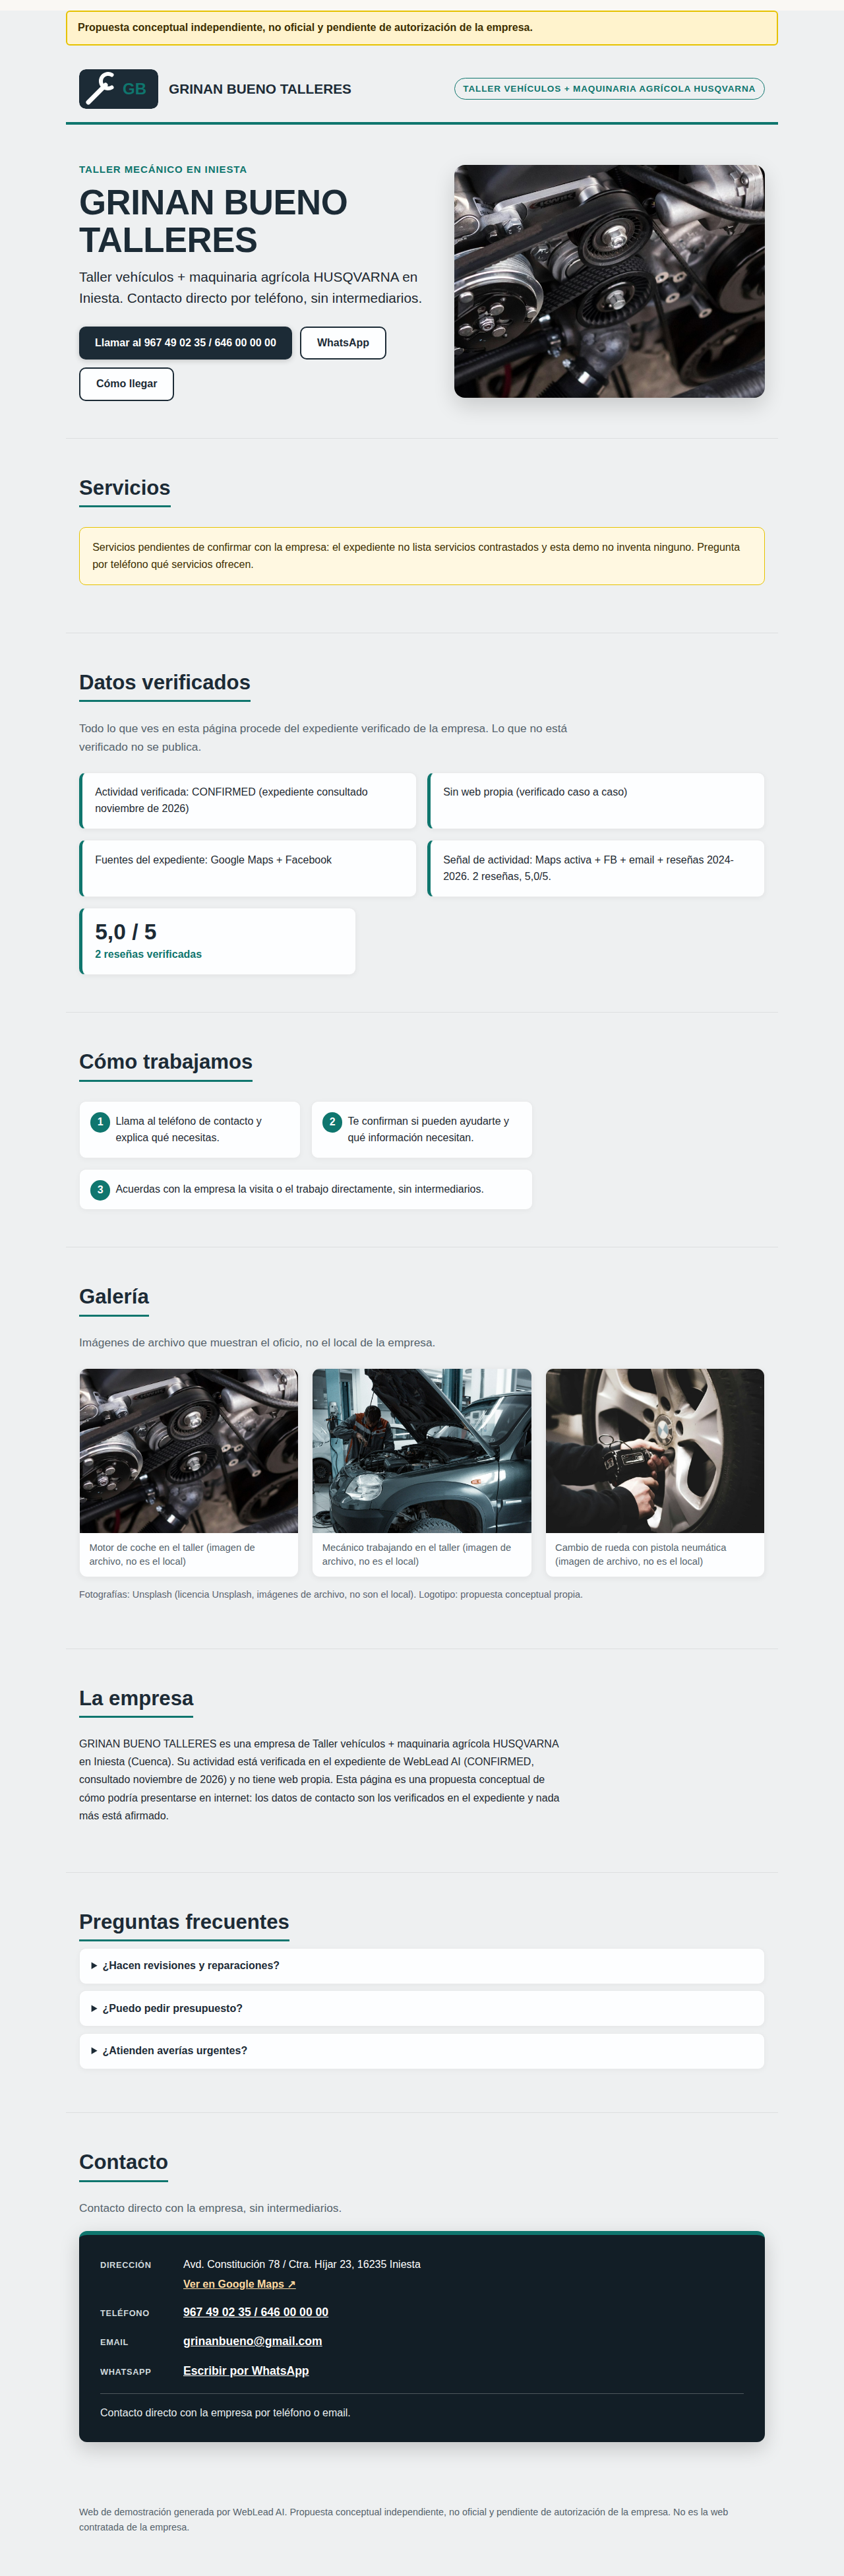 Propuesta conceptual independiente, no oficial y pendiente de autorización de la empresa.
GB
GRINAN BUENO TALLERES
TALLER VEHÍCULOS + MAQUINARIA AGRÍCOLA HUSQVARNA
TALLER MECÁNICO EN INIESTA
GRINAN BUENO
TALLERES
Taller vehículos + maquinaria agrícola HUSQVARNA en
Iniesta. Contacto directo por teléfono, sin intermediarios.
Llamar al 967 49 02 35 / 646 00 00 00
WhatsApp
Cómo llegar
Servicios
Servicios pendientes de confirmar con la empresa: el expediente no lista servicios contrastados y esta demo no inventa ninguno. Pregunta
por teléfono qué servicios ofrecen.
Datos verificados
Todo lo que ves en esta página procede del expediente verificado de la empresa. Lo que no está
verificado no se publica.
Actividad verificada: CONFIRMED (expediente consultado
noviembre de 2026)
Sin web propia (verificado caso a caso)
Fuentes del expediente: Google Maps + Facebook
Señal de actividad: Maps activa + FB + email + reseñas 2024-
2026. 2 reseñas, 5,0/5.
5,0 / 5
2 reseñas verificadas
Cómo trabajamos
1 Llama al teléfono de contacto y
explica qué necesitas.
2 Te confirman si pueden ayudarte y
qué información necesitan.
3 Acuerdas con la empresa la visita o el trabajo directamente, sin intermediarios.
Galería
Imágenes de archivo que muestran el oficio, no el local de la empresa.
Motor de coche en el taller (imagen de
archivo, no es el local)
Mecánico trabajando en el taller (imagen de
archivo, no es el local)
Cambio de rueda con pistola neumática
(imagen de archivo, no es el local)
Fotografías: Unsplash (licencia Unsplash, imágenes de archivo, no son el local). Logotipo: propuesta conceptual propia.
La empresa
GRINAN BUENO TALLERES es una empresa de Taller vehículos + maquinaria agrícola HUSQVARNA
en Iniesta (Cuenca). Su actividad está verificada en el expediente de WebLead AI (CONFIRMED,
consultado noviembre de 2026) y no tiene web propia. Esta página es una propuesta conceptual de
cómo podría presentarse en internet: los datos de contacto son los verificados en el expediente y nada
más está afirmado.
Preguntas frecuentes
▶ ¿Hacen revisiones y reparaciones?
▶ ¿Puedo pedir presupuesto?
▶ ¿Atienden averías urgentes?
Contacto
Contacto directo con la empresa, sin intermediarios.
DIRECCIÓN Avd. Constitución 78 / Ctra. Híjar 23, 16235 Iniesta
Ver en Google Maps ↗
TELÉFONO 967 49 02 35 / 646 00 00 00
EMAIL grinanbueno@gmail.com
WHATSAPP Escribir por WhatsApp
Contacto directo con la empresa por teléfono o email.
Web de demostración generada por WebLead AI. Propuesta conceptual independiente, no oficial y pendiente de autorización de la empresa. No es la web
contratada de la empresa.